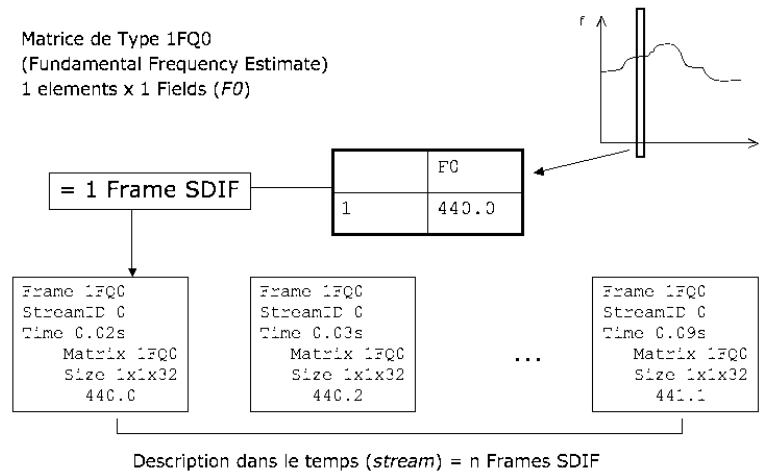 Matrice de Type 1FQ0
(Fundamental Frequency Estimate)
1 elements x 1 Fields (F0)
f
F0
1 440.0
= 1 Frame SDIF
Frame 1FQ0
StreamID 0
Time 0.02s
Matrix 1FQ0
Size 1x1x32
440.0
Frame 1FQ0
StreamID 0
Time 0.03s
Matrix 1FQ0
Size 1x1x32
440.2
...
Frame 1FQ0
StreamID 0
Time 0.09s
Matrix 1FQ0
Size 1x1x32
441.1
Description dans le temps (stream) = n Frames SDIF